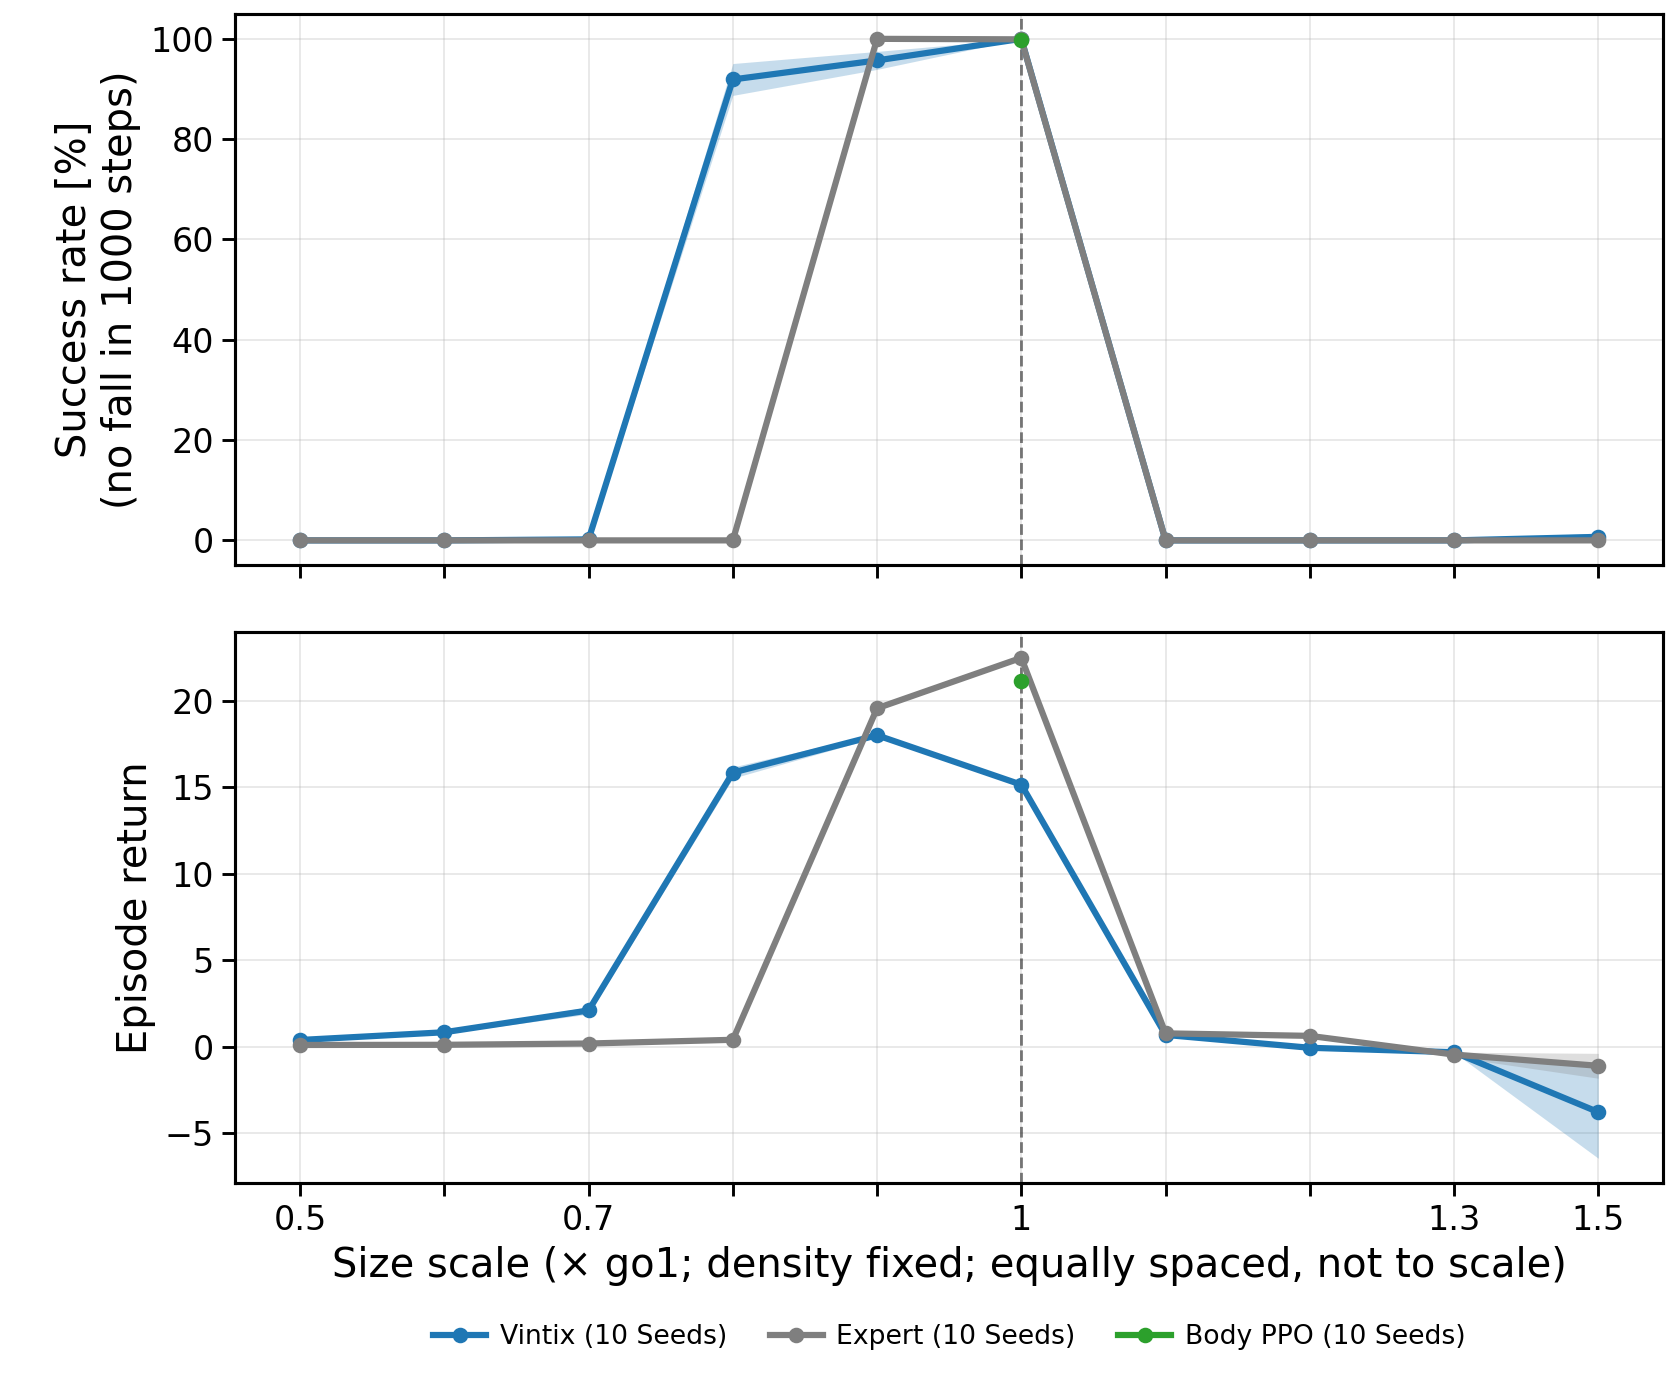 Success rate [%]
(no fall in 1000 steps)
100
80
60
40
20
0
Episode return
20
15
10
5
0
−5
0.5
0.7
1
1.3
1.5
Size scale (× go1; density fixed; equally spaced, not to scale)
Vintix (10 Seeds)
Expert (10 Seeds)
Body PPO (10 Seeds)